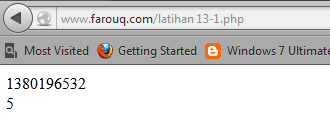 www.farouq.com/latihan 13-1.php
Most Visited Getting Started Windows 7 Ultimate
1380196532
5